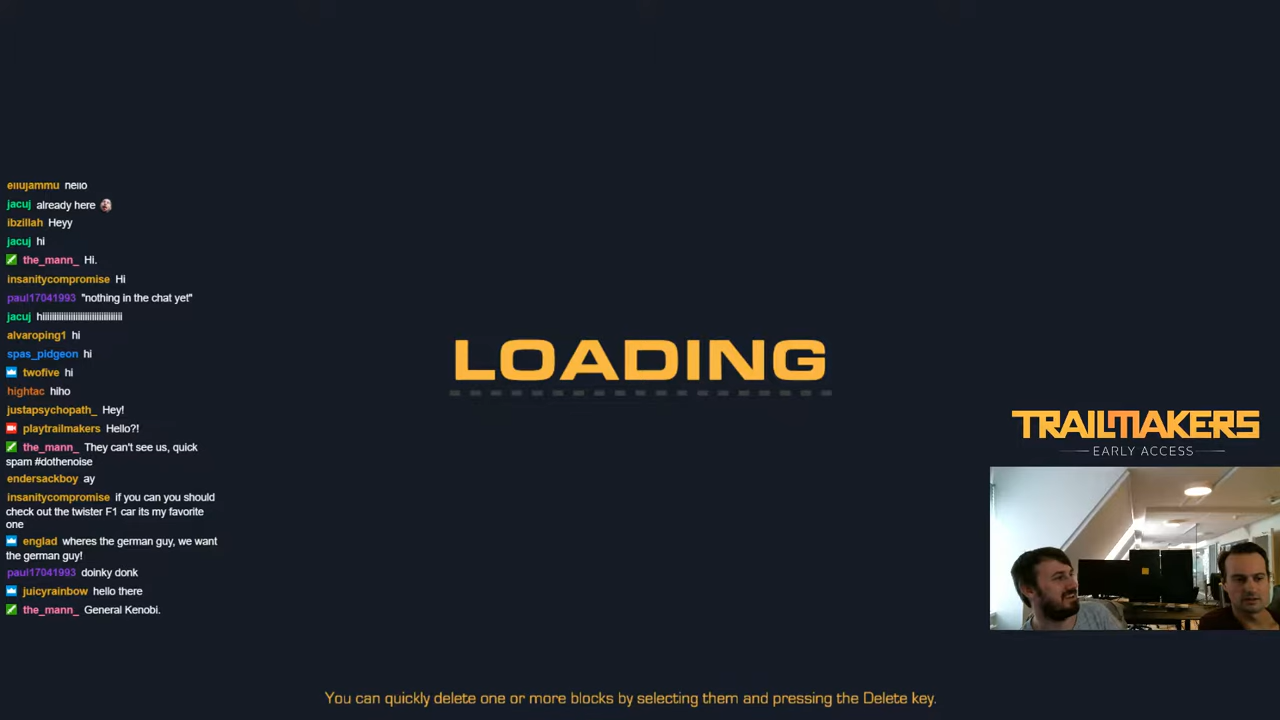 ellujammu hello
jacuj already here
ibzillah Heyy
jacuj hi
the_mann_ Hi.
insanitycompromise Hi
paul17041993 "nothing in the chat yet"
jacuj hiiiiiiiiiiiiiiiiiiiiiiiiiiiiiii
alvaroping1 hi
spas_pidgeon hi
twofive hi
hightac hiho
justapsychopath_ Hey!
playtrailmakers Hello?!
the_mann_ They can't see us, quick
spam #dothenoise
endersackboy ay
insanitycompromise if you can you should
check out the twister F1 car its my favorite
one
englad wheres the german guy, we want
the german guy!
paul17041993 doinky donk
juicyrainbow hello there
the_mann_ General Kenobi.
LOADING
TRAILMAKERS
EARLY ACCESS
You can quickly delete one or more blocks by selecting them and pressing the Delete key.